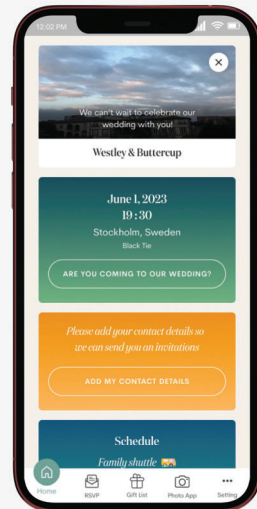 12:02 PM
We can't wait to celebrate our
wedding with you!
Westley & Buttercup
June 1, 2023
19:30
Stockholm, Sweden
Black Tie
ARE YOU COMING TO OUR WEDDING?
Please add your contact details so
we can send you an invitations
ADD MY CONTACT DETAILS
Schedule
Family shuttle
Home
RSVP
Gift List
Photo App
Setting